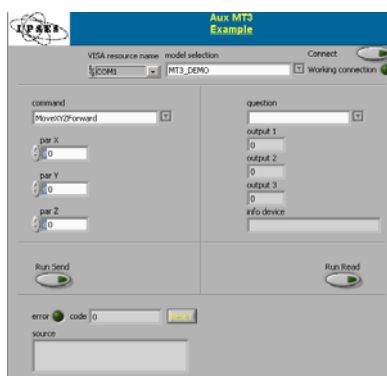 IPSES
Aux MT3
Example
VISA resource name model selection Connect
COM1 MT3_DEMO Working connection
command question
MoveXYZForward
output 1
par X 0
0 output 2
par Y 0
0 output 3
0
par Z info device
0
Run Send Run Read
error code 0 RESET
source